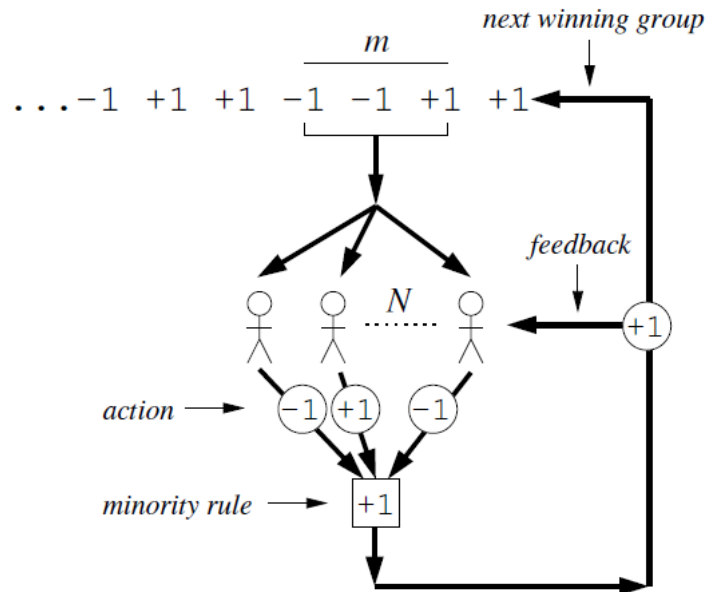 next winning group
m
...-1 +1 +1 -1 -1 +1 +1
feedback
N
+1
action
-1 +1 -1
minority rule
+1